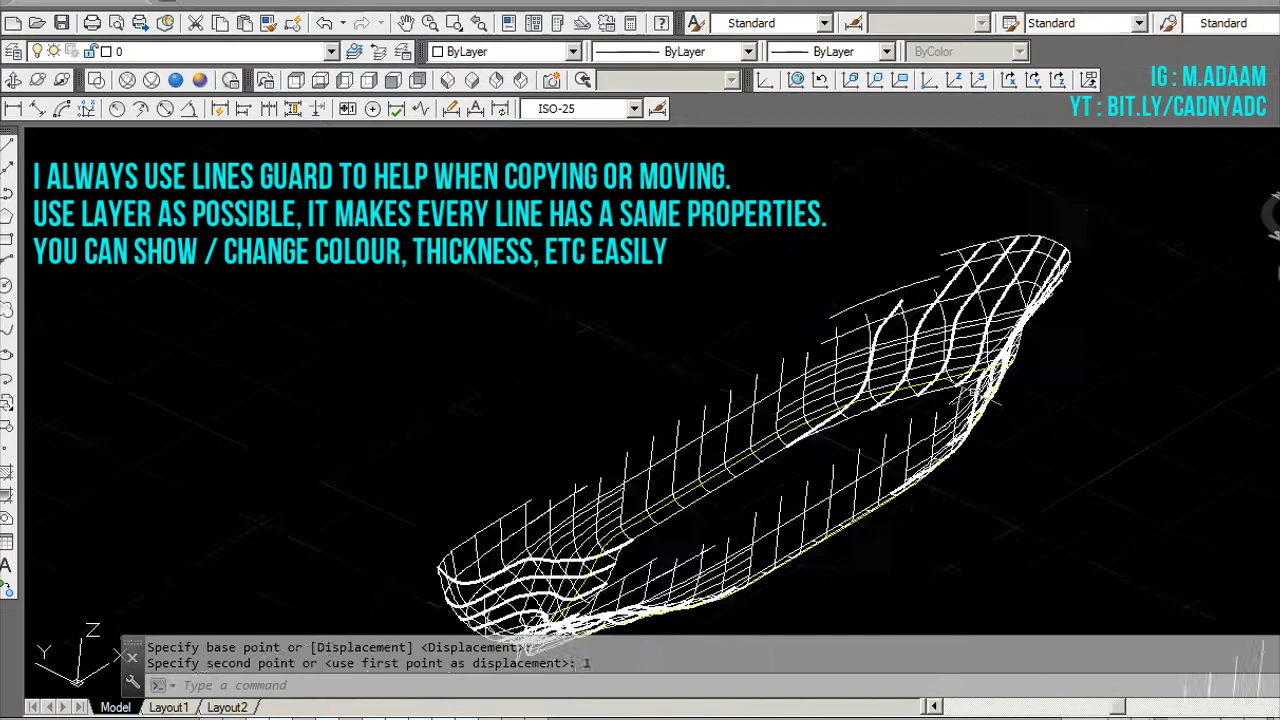 Standard
Standard
Standard
0
ByLayer
ByLayer
ByLayer
ByColor
IG : M.ADAAM
YT : BIT.LY/CADNYADC
ISO-25
I ALWAYS USE LINES GUARD TO HELP WHEN COPYING OR MOVING.
USE LAYER AS POSSIBLE, IT MAKES EVERY LINE HAS A SAME PROPERTIES.
YOU CAN SHOW / CHANGE COLOUR, THICKNESS, ETC EASILY
Z
Y
X
Specify base point or [Displacement] <Displacement>:
Specify second point or <use first point as displacement>: 1
Type a command
Model
Layout1
Layout2